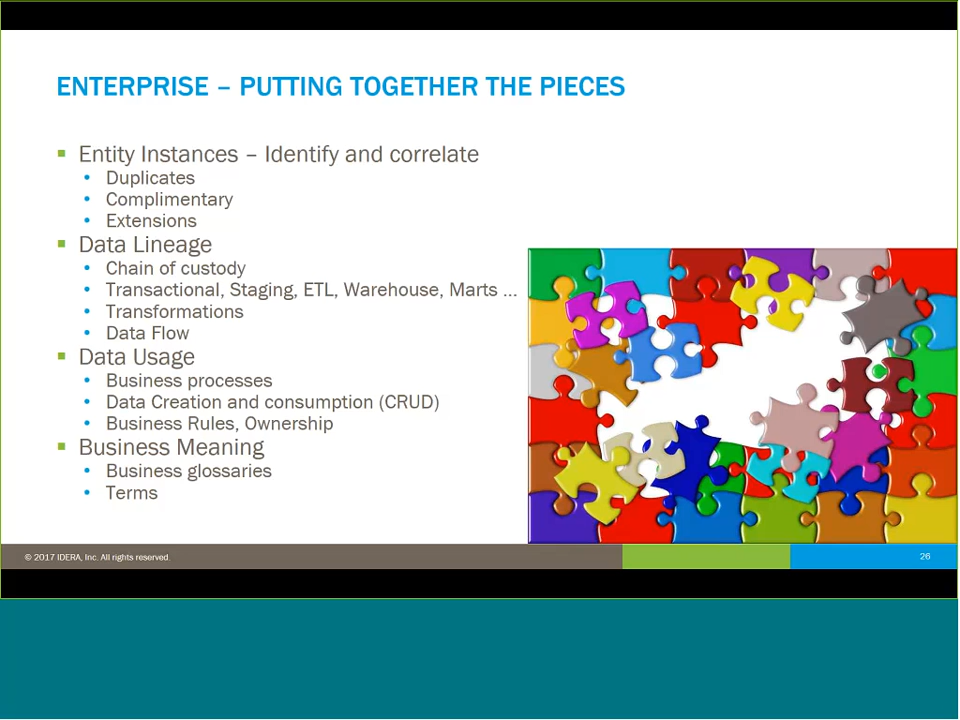 ENTERPRISE – PUTTING TOGETHER THE PIECES
Entity Instances – Identify and correlate
Duplicates
Complimentary
Extensions
Data Lineage
Chain of custody
Transactional, Staging, ETL, Warehouse, Marts ...
Transformations
Data Flow
Data Usage
Business processes
Data Creation and consumption (CRUD)
Business Rules, Ownership
Business Meaning
Business glossaries
Terms
© 2017 IDERA, Inc. All rights reserved.
26